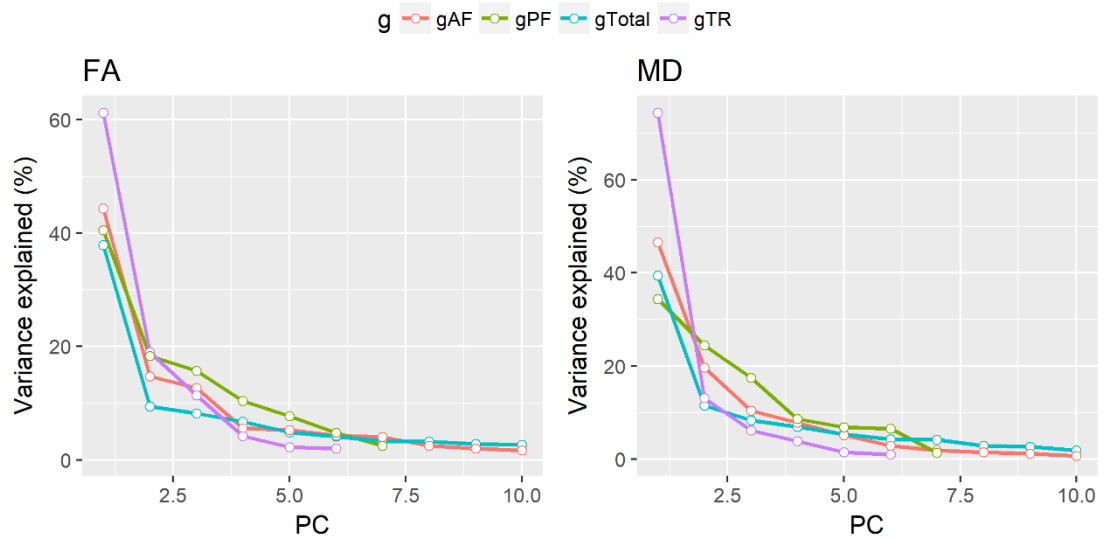 g gAF gPF gTotal gTR
FA
MD
Variance explained (%)
60
40
20
0
2.5 5.0 7.5 10.0
PC
Variance explained (%)
60
40
20
0
2.5 5.0 7.5 10.0
PC